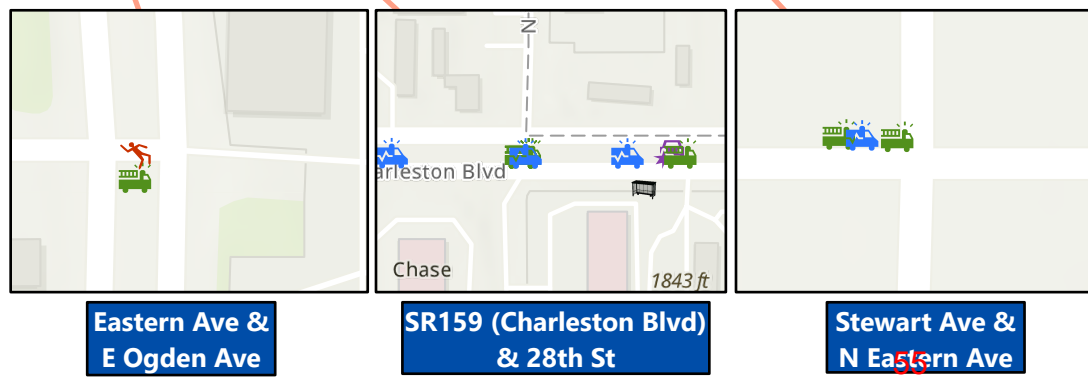 N
arleston Blvd
Chase
1843 ft
Eastern Ave &
E Ogden Ave
SR159 (Charleston Blvd)
& 28th St
Stewart Ave &
N Eastern Ave
55